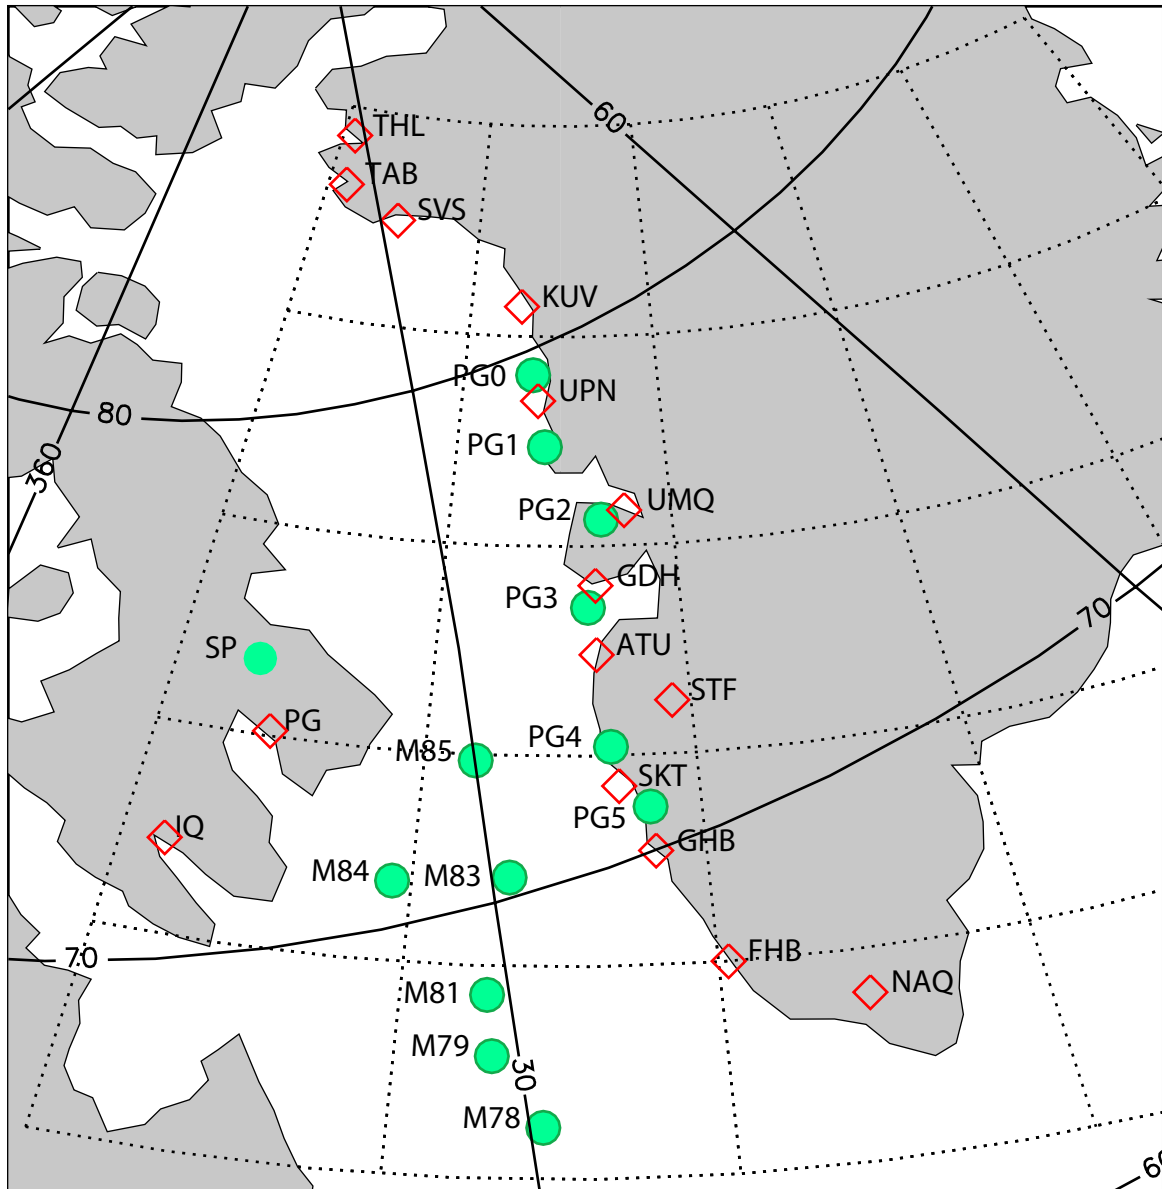 60
THL
TAB
SVS
KUV
PG0
UPN
80
PG1
360
PG2
UMQ
GDH
PG3
70
ATU
SP
STF
PG
PG4
M85
SKT
PG5
IQ
GHB
M84
M83
70
FHB
NAQ
M81
M79
30
M78
60